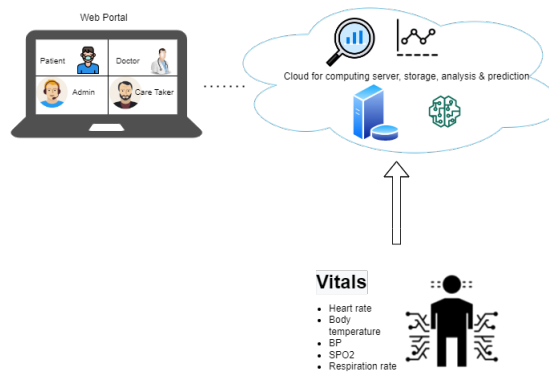 Web Portal
Patient
Doctor
Admin
Care Taker
Cloud for computing server, storage, analysis & prediction
Vitals
• Heart rate
• Body
temperature
• BP
• SPO2
• Respiration rate